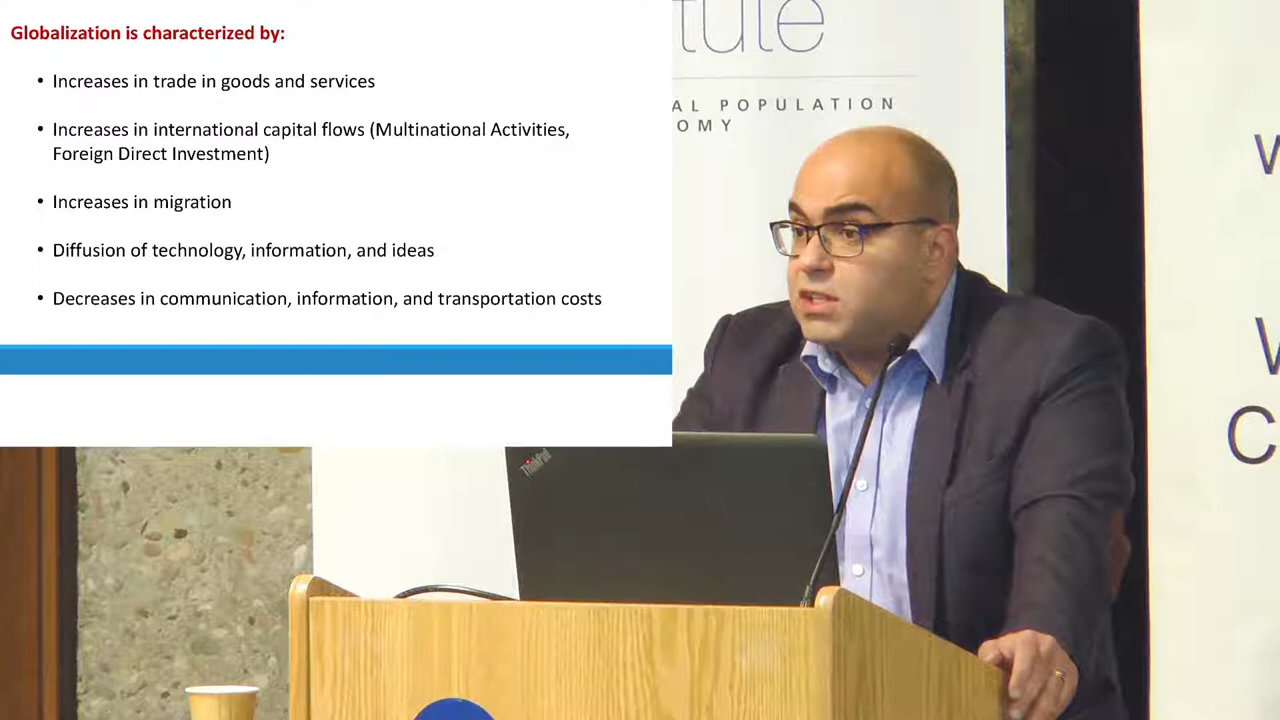 Globalization is characterized by:
• Increases in trade in goods and services
• Increases in international capital flows (Multinational Activities,
Foreign Direct Investment)
• Increases in migration
• Diffusion of technology, information, and ideas
• Decreases in communication, information, and transportation costs
tute
AL POPULATION
OMY
W
W
C
ThinkPad